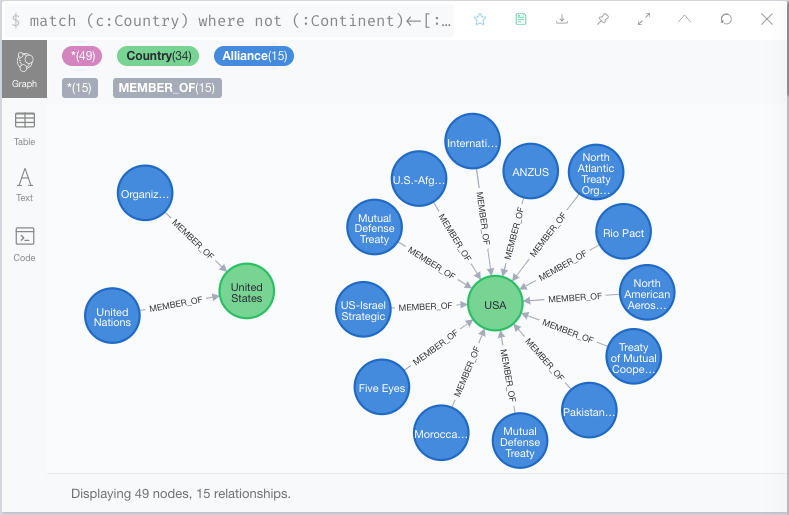 $ match (c:Country) where not (:Continent)<-[:…
*(49) Country(34) Alliance(15)
*(15) MEMBER_OF(15)
Graph
Table
Text
Code
Organiz…
MEMBER_OF
United
States
MEMBER_OF
United
Nations
Internati…
MEMBER_OF
ANZUS
MEMBER_OF
North
Atlantic
Treaty
Org…
MEMBER_OF
U.S.-Afg…
MEMBER_OF
Mutual
Defense
Treaty
MEMBER_OF
Rio Pact
MEMBER_OF
US-Israel
Strategic
MEMBER_OF
USA
MEMBER_OF
North
American
Aeros…
Five Eyes
MEMBER_OF
MEMBER_OF
Treaty
of Mutual
Coope…
Morocca…
MEMBER_OF
Mutual
Defense
Treaty
MEMBER_OF
Pakistan…
MEMBER_OF
Displaying 49 nodes, 15 relationships.